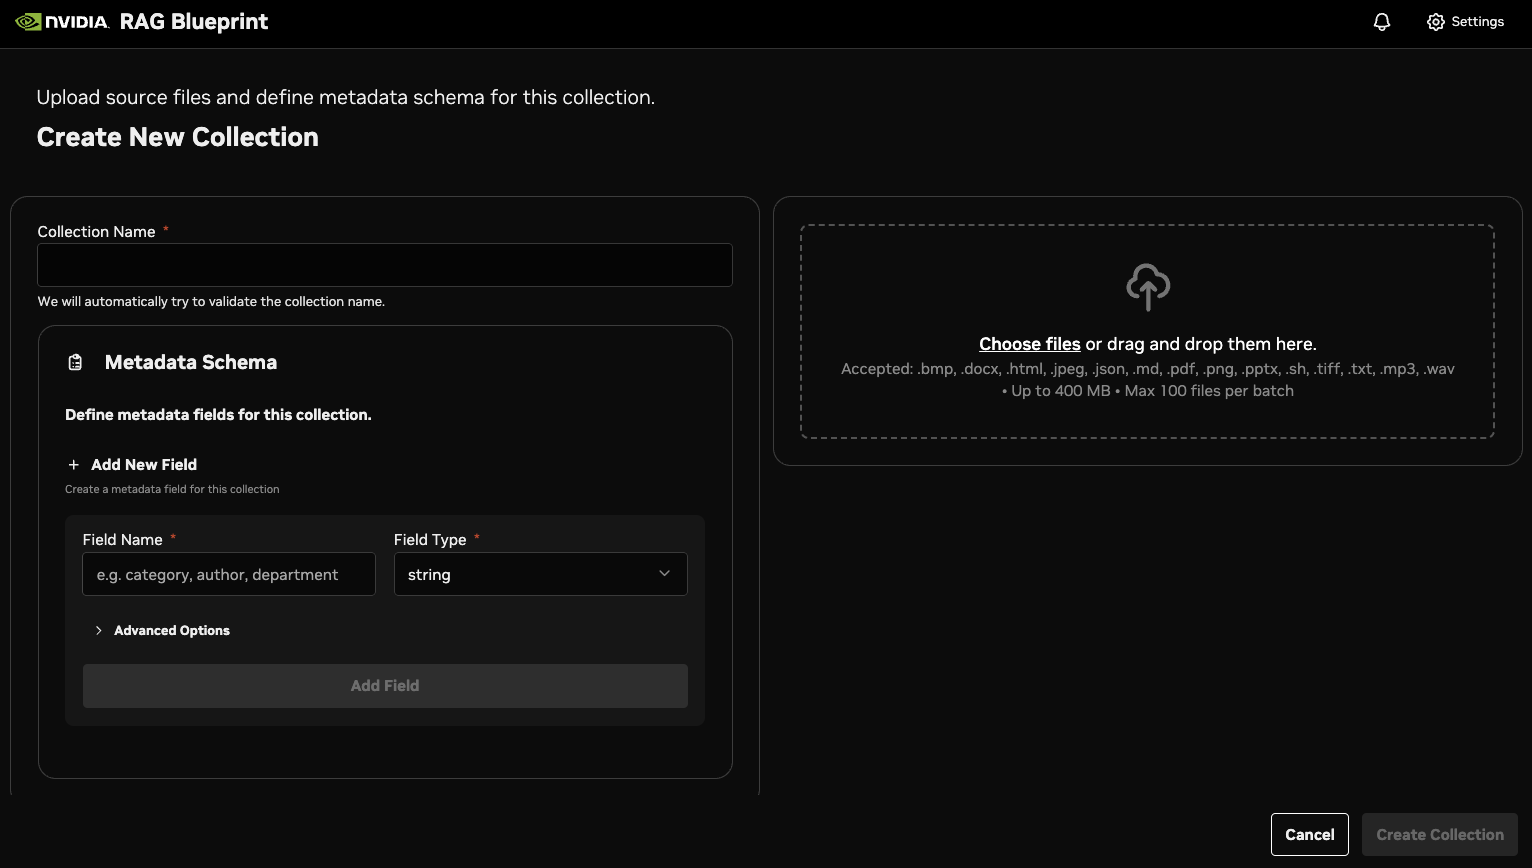 NVIDIA. RAG Blueprint
Settings
Upload source files and define metadata schema for this collection.
Create New Collection
Collection Name *
We will automatically try to validate the collection name.
Metadata Schema
Define metadata fields for this collection.
+ Add New Field
Create a metadata field for this collection
Field Name *
Field Type *
e.g. category, author, department
string
Advanced Options
Add Field
Choose files or drag and drop them here.
Accepted: .bmp, .docx, .html, .jpeg, .json, .md, .pdf, .png, .pptx, .sh, .tiff, .txt, .mp3, .wav
• Up to 400 MB • Max 100 files per batch
Cancel
Create Collection